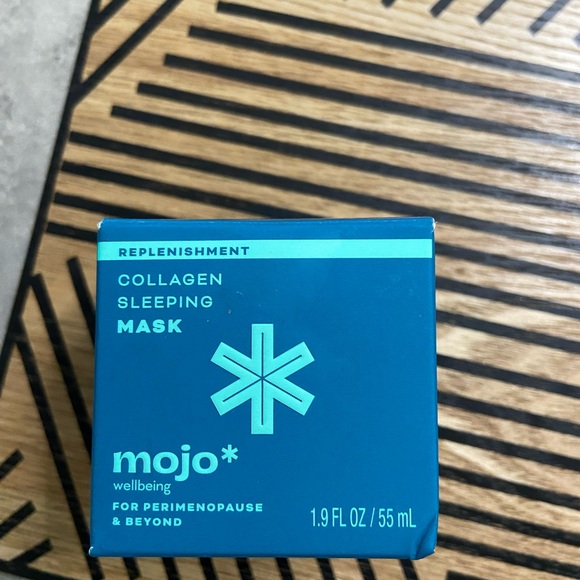 REPLENISHMENT
COLLAGEN
SLEEPING
MASK
mojo*
wellbeing
FOR PERIMENOPAUSE
& BEYOND
1.9 FL OZ / 55 mL